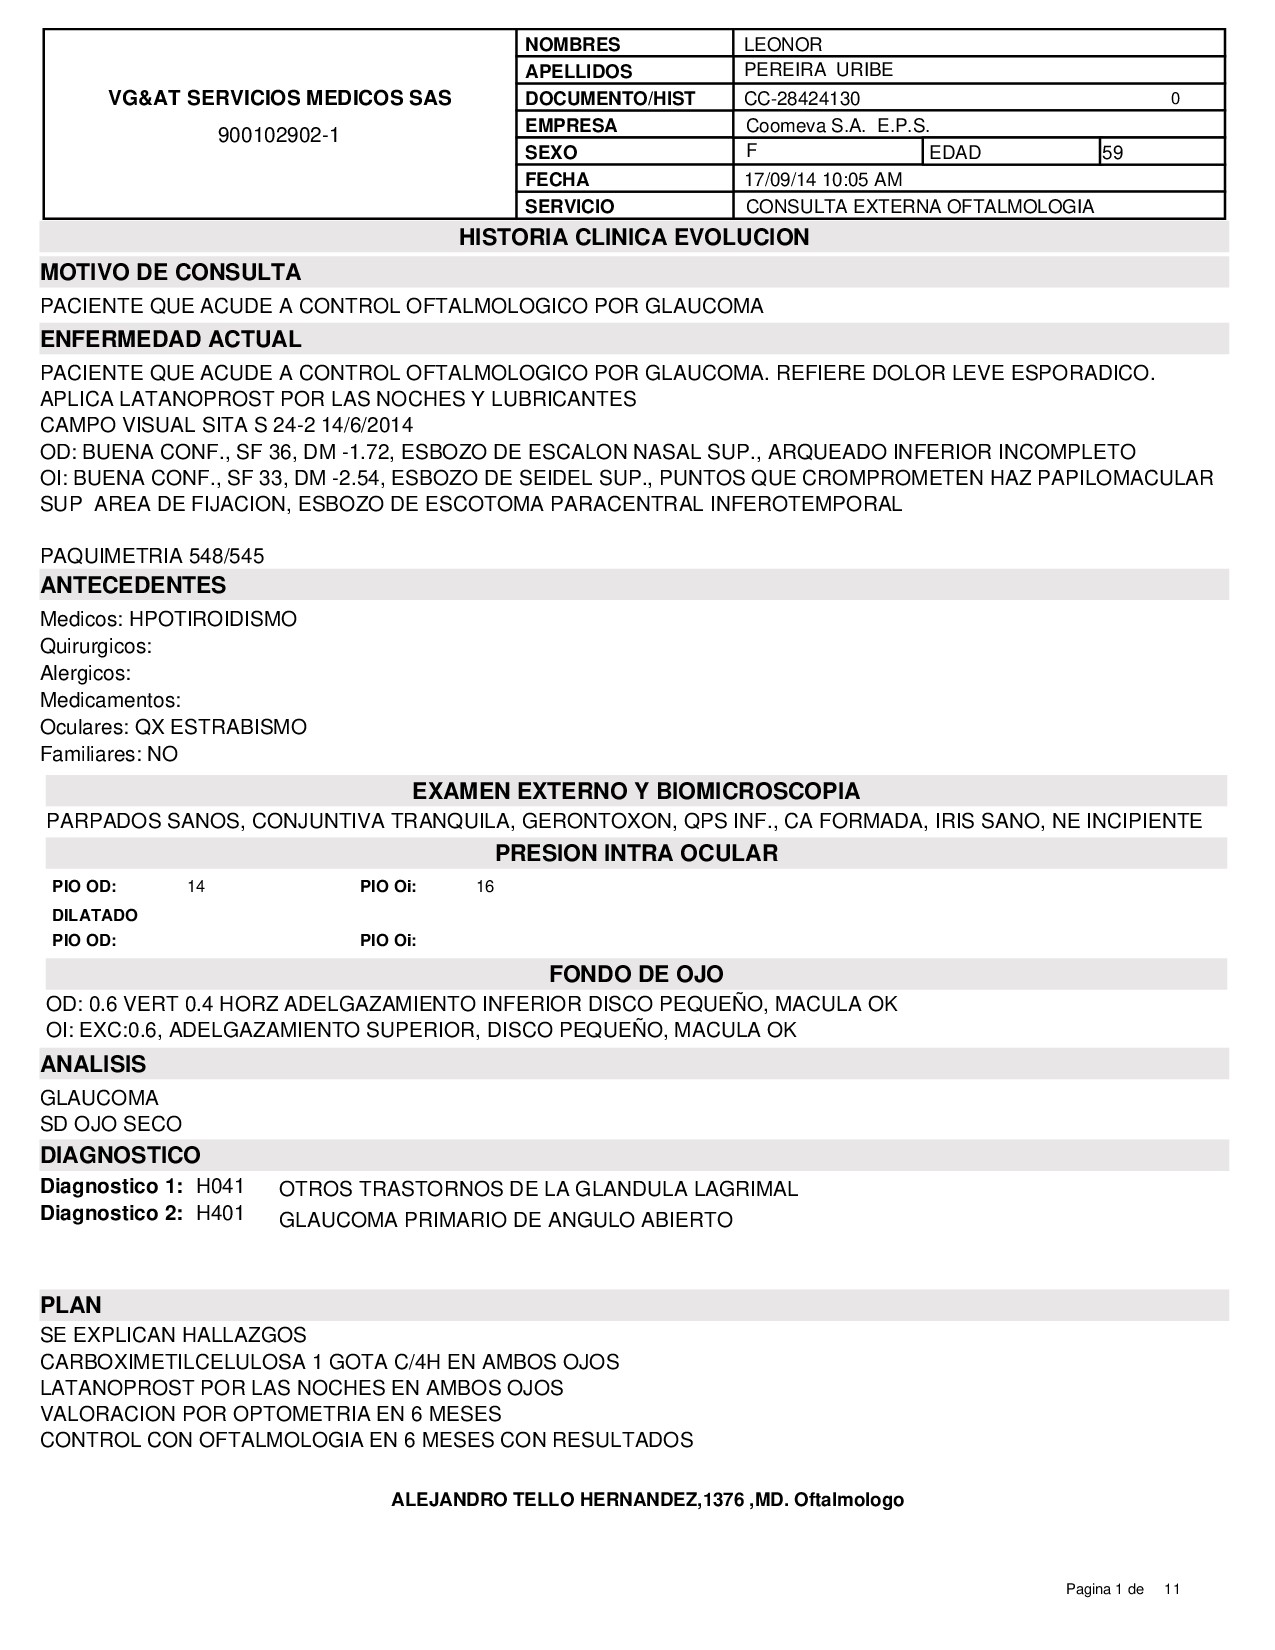 VG&AT SERVICIOS MEDICOS SAS
900102902-1
NOMBRES LEONOR
APELLIDOS PEREIRA URIBE
DOCUMENTO/HIST CC-28424130 0
EMPRESA Coomeva S.A. E.P.S.
SEXO F EDAD 59
FECHA 17/09/14 10:05 AM
SERVICIO CONSULTA EXTERNA OFTALMOLOGIA
HISTORIA CLINICA EVOLUCION
MOTIVO DE CONSULTA
PACIENTE QUE ACUDE A CONTROL OFTALMOLOGICO POR GLAUCOMA
ENFERMEDAD ACTUAL
PACIENTE QUE ACUDE A CONTROL OFTALMOLOGICO POR GLAUCOMA. REFIERE DOLOR LEVE ESPORADICO.
APLICA LATANOPROST POR LAS NOCHES Y LUBRICANTES
CAMPO VISUAL SITA S 24-2 14/6/2014
OD: BUENA CONF., SF 36, DM -1.72, ESBOZO DE ESCALON NASAL SUP., ARQUEADO INFERIOR INCOMPLETO
OI: BUENA CONF., SF 33, DM -2.54, ESBOZO DE SEIDEL SUP., PUNTOS QUE CROMPROMETEN HAZ PAPILOMACULAR
SUP AREA DE FIJACION, ESBOZO DE ESCOTOMA PARACENTRAL INFEROTEMPORAL
PAQUIMETRIA 548/545
ANTECEDENTES
Medicos: HPOTIROIDISMO
Quirurgicos:
Alergicos:
Medicamentos:
Oculares: QX ESTRABISMO
Familiares: NO
EXAMEN EXTERNO Y BIOMICROSCOPIA
PARPADOS SANOS, CONJUNTIVA TRANQUILA, GERONTOXON, QPS INF., CA FORMADA, IRIS SANO, NE INCIPIENTE
PRESION INTRA OCULAR
PIO OD: 14 PIO Oi: 16
DILATADO
PIO OD: PIO Oi:
FONDO DE OJO
OD: 0.6 VERT 0.4 HORZ ADELGAZAMIENTO INFERIOR DISCO PEQUEÑO, MACULA OK
OI: EXC:0.6, ADELGAZAMIENTO SUPERIOR, DISCO PEQUEÑO, MACULA OK
ANALISIS
GLAUCOMA
SD OJO SECO
DIAGNOSTICO
Diagnostico 1: H041 OTROS TRASTORNOS DE LA GLANDULA LAGRIMAL
Diagnostico 2: H401 GLAUCOMA PRIMARIO DE ANGULO ABIERTO
PLAN
SE EXPLICAN HALLAZGOS
CARBOXIMETILCELULOSA 1 GOTA C/4H EN AMBOS OJOS
LATANOPROST POR LAS NOCHES EN AMBOS OJOS
VALORACION POR OPTOMETRIA EN 6 MESES
CONTROL CON OFTALMOLOGIA EN 6 MESES CON RESULTADOS
ALEJANDRO TELLO HERNANDEZ,1376 ,MD. Oftalmologo
Pagina 1 de 11